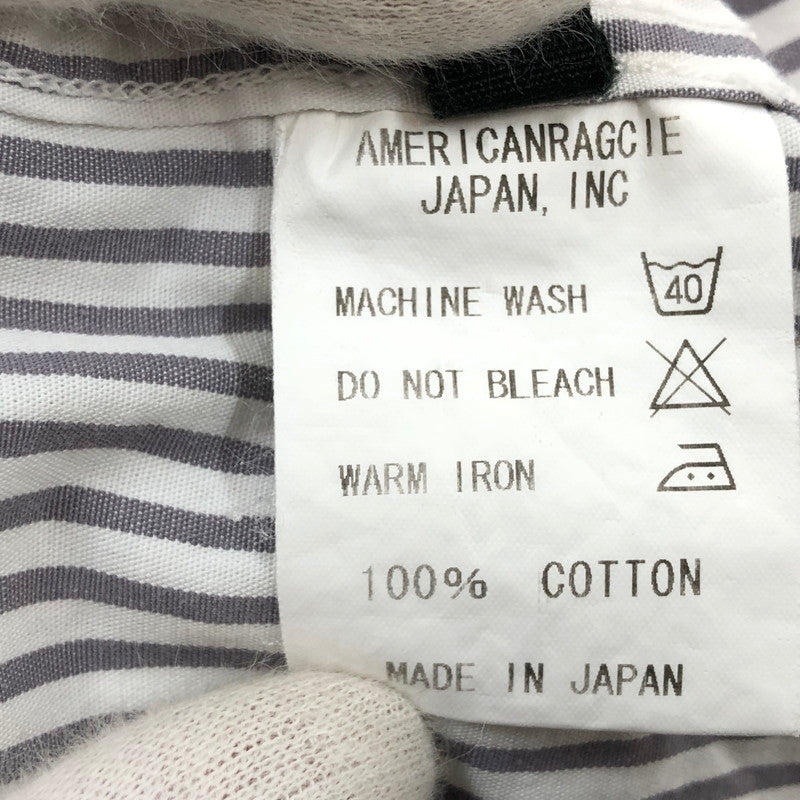 AMERICANRAGCIE
JAPAN, INC
MACHINE WASH 40
DO NOT BLEACH
WARM IRON
100% COTTON
MADE IN JAPAN